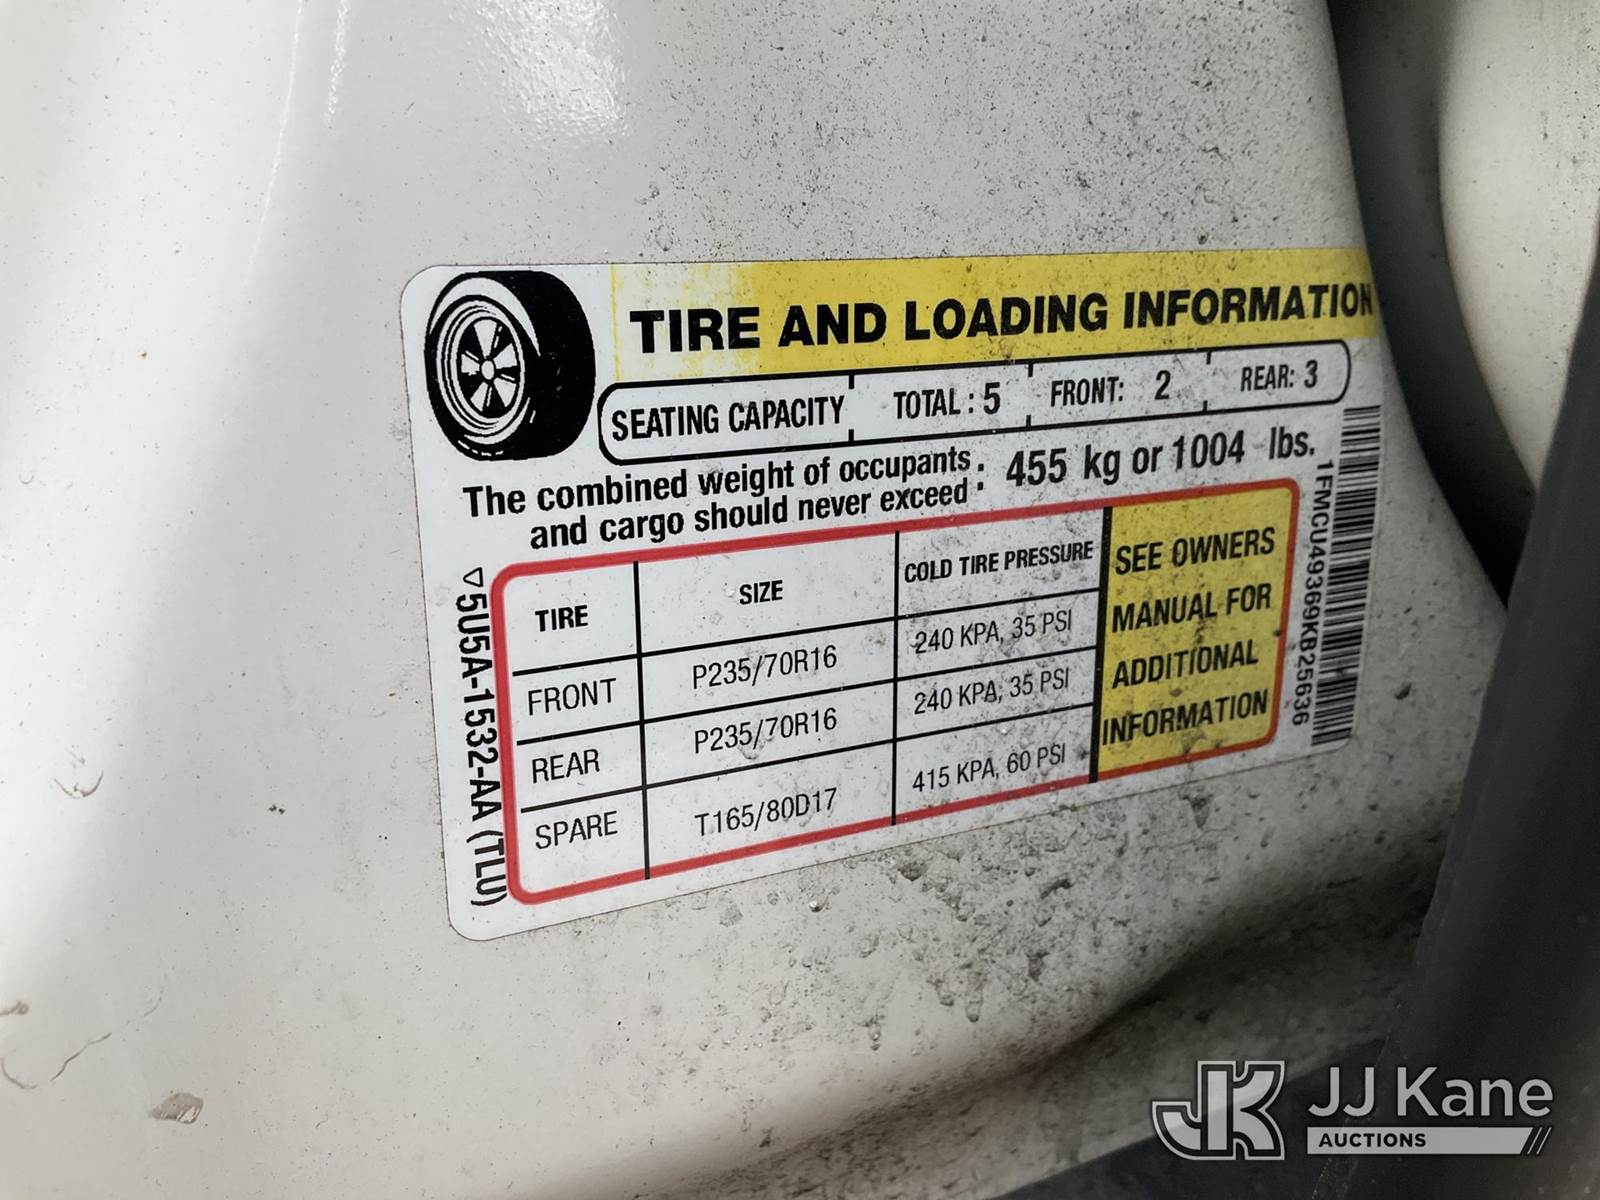 TIRE AND LOADING INFORMATION
SEATING CAPACITY TOTAL : 5 FRONT: 2 REAR: 3
The combined weight of occupants : 455 kg or 1004 lbs.
and cargo should never exceed :
TIRE SIZE COLD TIRE PRESSURE
FRONT P235/70R16 240 KPA, 35 PSI
REAR P235/70R16 240 KPA, 35 PSI
SPARE T165/80D17 415 KPA, 60 PSI
SEE OWNERS
MANUAL FOR
ADDITIONAL
INFORMATION
5U5A-1532-AA (TLU)
1FMCU49369KB25636
JK JJ Kane
AUCTIONS